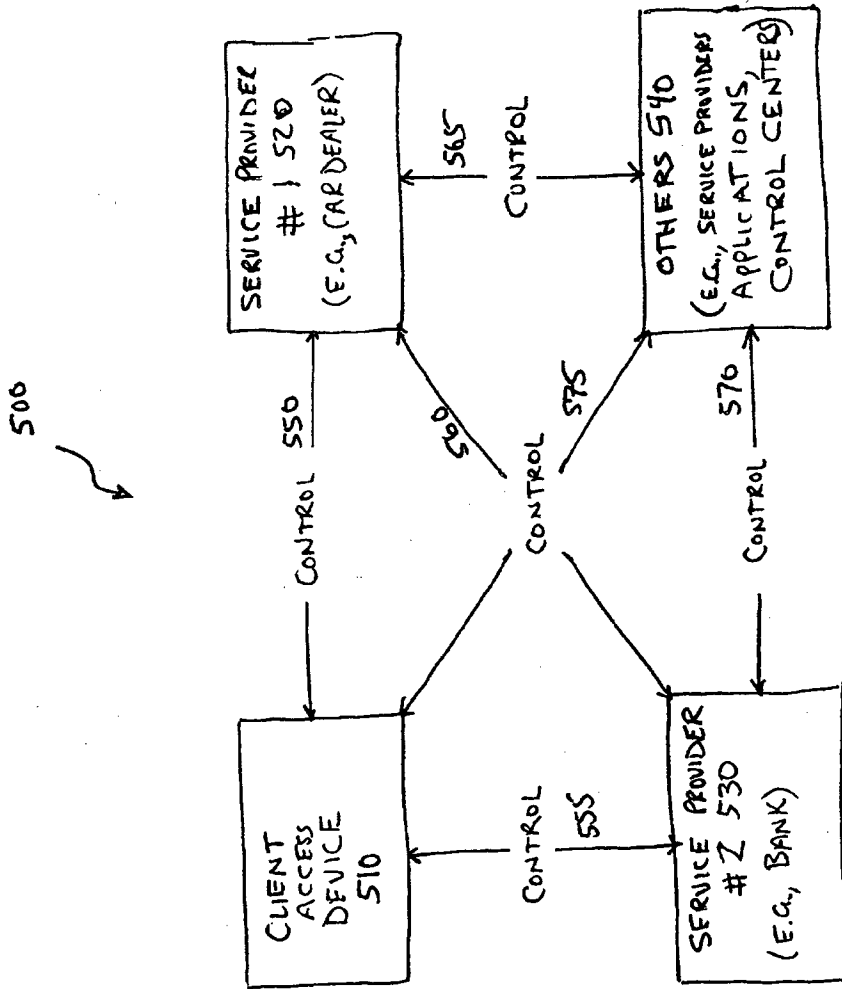 500
CLIENT
ACCESS
DEVICE
510
CONTROL 550
SERVICE PROVIDER
# 1 520
(E.G., CAR DEALER)
CONTROL
555
560
CONTROL
575
565
CONTROL
SERVICE PROVIDER
# 2 530
(E.G., BANK)
CONTROL 570
OTHERS 540
(E.G., SERVICE PROVIDERS
APPLICATIONS,
CONTROL CENTERS)